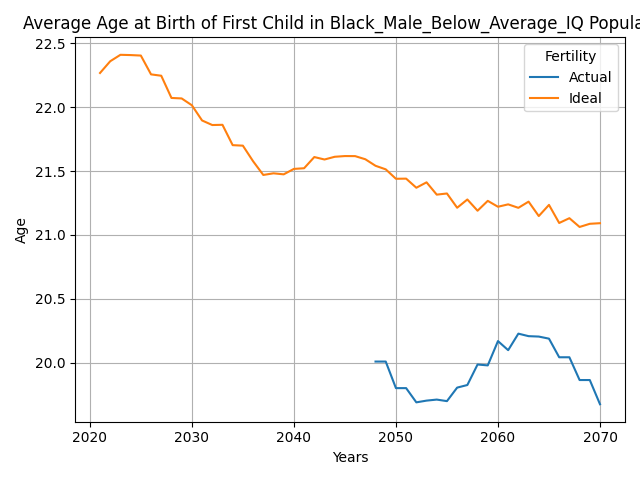 Average Age at Birth of First Child in Black_Male_Below_Average_IQ Popula
Fertility
Actual
Ideal
22.5
22.0
21.5
21.0
20.5
20.0
Age
2020 2030 2040 2050 2060 2070
Years